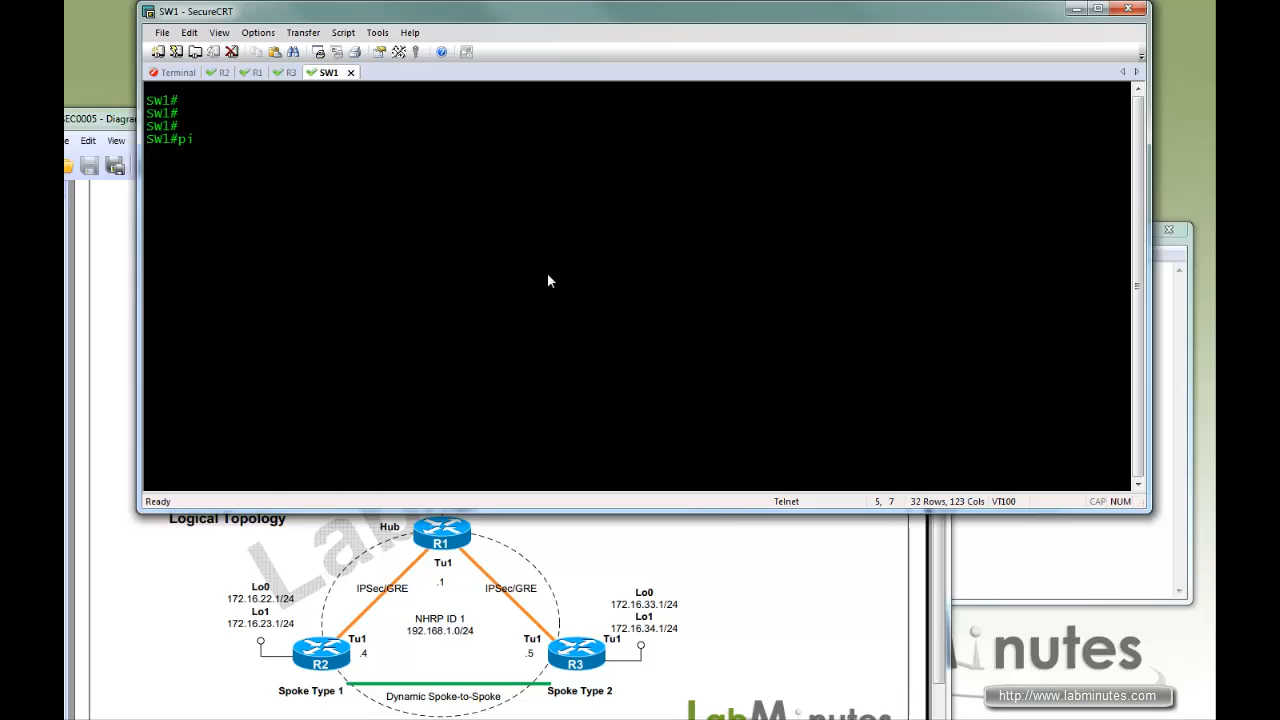 SW1 - SecureCRT
File Edit View Options Transfer Script Tools Help
Terminal R2 R1 R3 SW1
SW1#
SW1#
SW1#
SW1#pi
Ready Telnet 5, 7 32 Rows, 123 Cols VT100 CAP NUM
SEC0005 - Diagra
Edit View
Logical Topology
Hub
R1
Tu1
.1
IPSec/GRE IPSec/GRE
Lo0
172.16.22.1/24
Lo1
172.16.23.1/24
NHRP ID 1
192.168.1.0/24
Lo0
172.16.33.1/24
Lo1
172.16.34.1/24
Tu1
.4
Tu1
.5
Tu1
R2
R3
Spoke Type 1
Dynamic Spoke-to-Spoke
Spoke Type 2
LabMinutes
inutes
http://www.labminutes.com